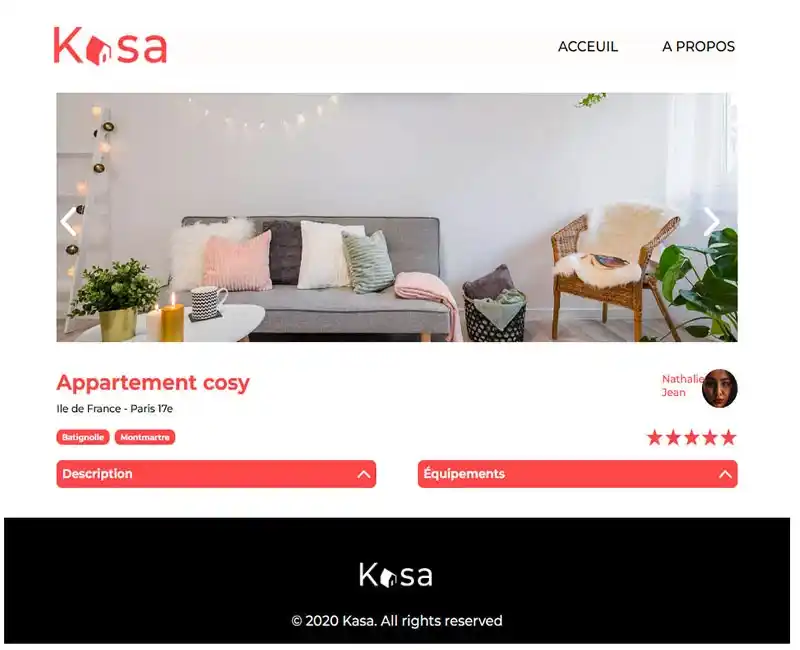 Kasa
ACCEUIL A PROPOS
Appartement cosy
Ile de France - Paris 17e
Nathalie
Jean
Batignolle Montmartre
Description Équipements
Kasa
© 2020 Kasa. All rights reserved